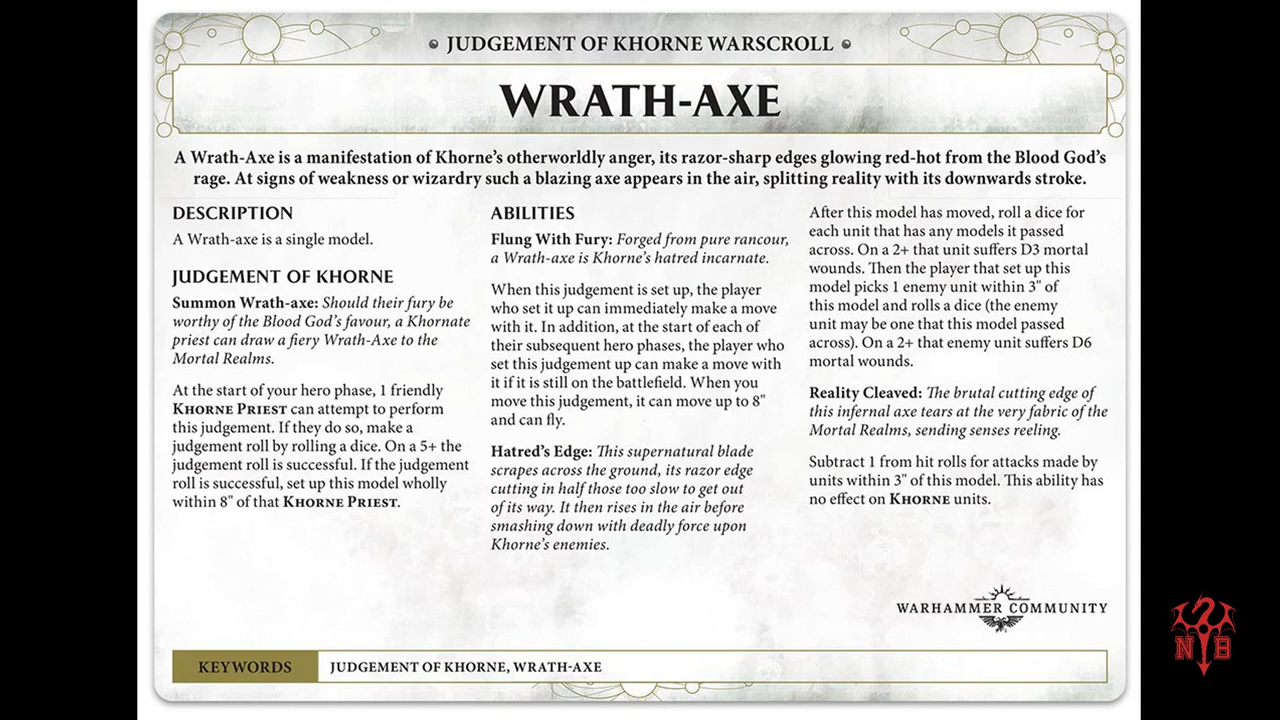 JUDGEMENT OF KHORNE WARSCROLL
WRATH-AXE
A Wrath-Axe is a manifestation of Khorne's otherworldly anger, its razor-sharp edges glowing red-hot from the Blood God's
rage. At signs of weakness or wizardry such a blazing axe appears in the air, splitting reality with its downwards stroke.
DESCRIPTION
A Wrath-axe is a single model.
JUDGEMENT OF KHORNE
Summon Wrath-axe: Should their fury be
worthy of the Blood God's favour, a Khornate
priest can draw a fiery Wrath-Axe to the
Mortal Realms.
At the start of your hero phase, 1 friendly
KHORNE PRIEST can attempt to perform
this judgement. If they do so, make a
judgement roll by rolling a dice. On a 5+ the
judgement roll is successful. If the judgement
roll is successful, set up this model wholly
within 8" of that KHORNE PRIEST.
ABILITIES
Flung With Fury: Forged from pure rancour,
a Wrath-axe is Khorne's hatred incarnate.
When this judgement is set up, the player
who set it up can immediately make a move
with it. In addition, at the start of each of
their subsequent hero phases, the player who
set this judgement up can make a move with
it if it is still on the battlefield. When you
move this judgement, it can move up to 8"
and can fly.
Hatred's Edge: This supernatural blade
scrapes across the ground, its razor edge
cutting in half those too slow to get out
of its way. It then rises in the air before
smashing down with deadly force upon
Khorne's enemies.
After this model has moved, roll a dice for
each unit that has any models it passed
across. On a 2+ that unit suffers D3 mortal
wounds. Then the player that set up this
model picks 1 enemy unit within 3" of
this model and rolls a dice (the enemy
unit may be one that this model passed
across). On a 2+ that enemy unit suffers D6
mortal wounds.
Reality Cleaved: The brutal cutting edge of
this infernal axe tears at the very fabric of the
Mortal Realms, sending senses reeling.
Subtract 1 from hit rolls for attacks made by
units within 3" of this model. This ability has
no effect on KHORNE units.
WARHAMMER COMMUNITY
KEYWORDS
JUDGEMENT OF KHORNE, WRATH-AXE
N B